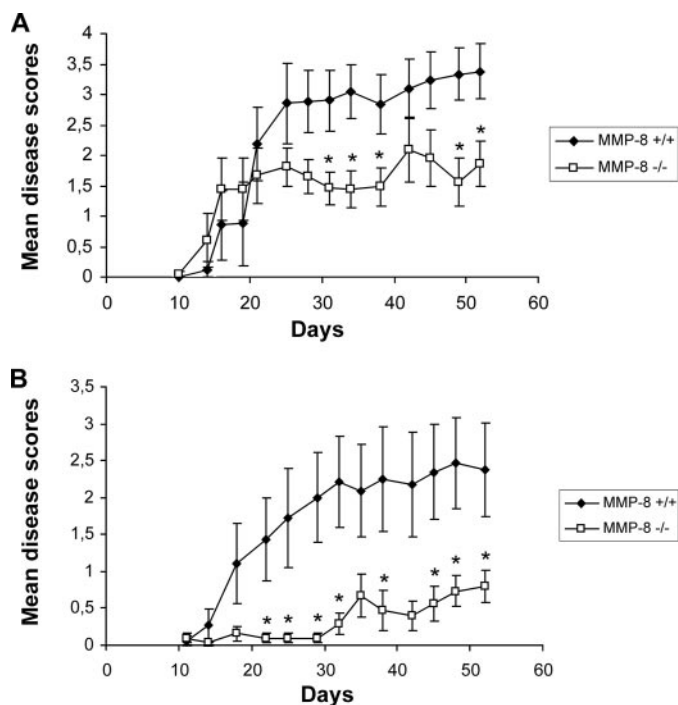 A
Mean disease scores
4
3,5
3
2,5
2
1,5
1
0,5
0
* * * * *
0 10 20 30 40 50 60
Days
MMP-8 +/+
MMP-8 -/-
B
Mean disease scores
3,5
3
2,5
2
1,5
1
0,5
0
* * * * * * * *
0 10 20 30 40 50 60
Days
MMP-8 +/+
MMP-8 -/-